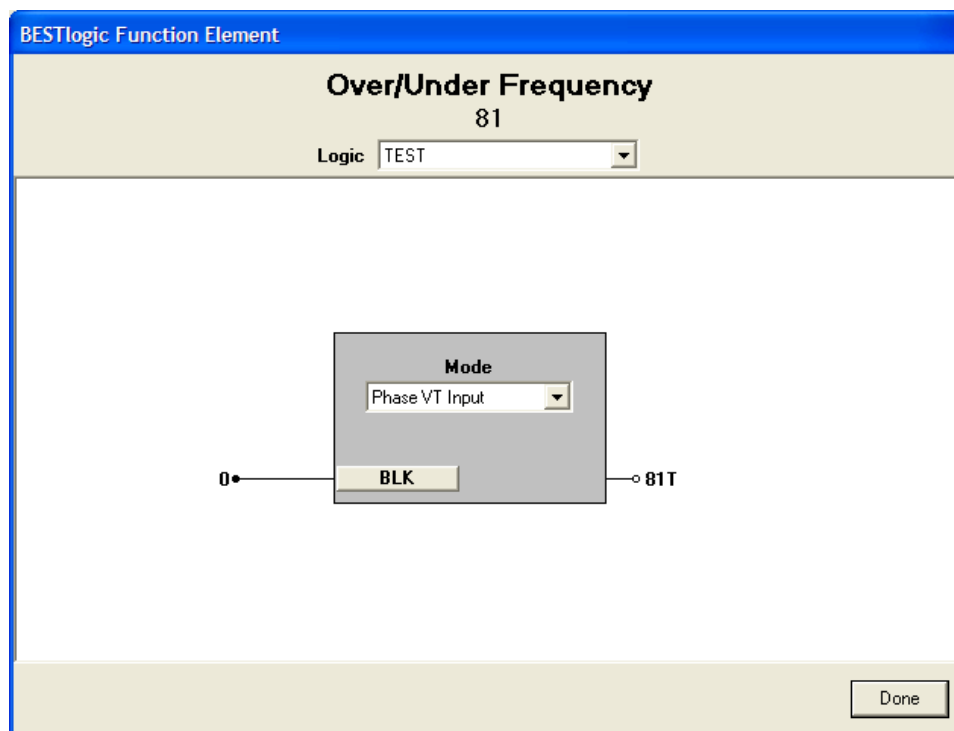 BESTlogic Function Element
Over/Under Frequency
81
Logic TEST
Mode
Phase VT Input
0 BLK 81T
Done